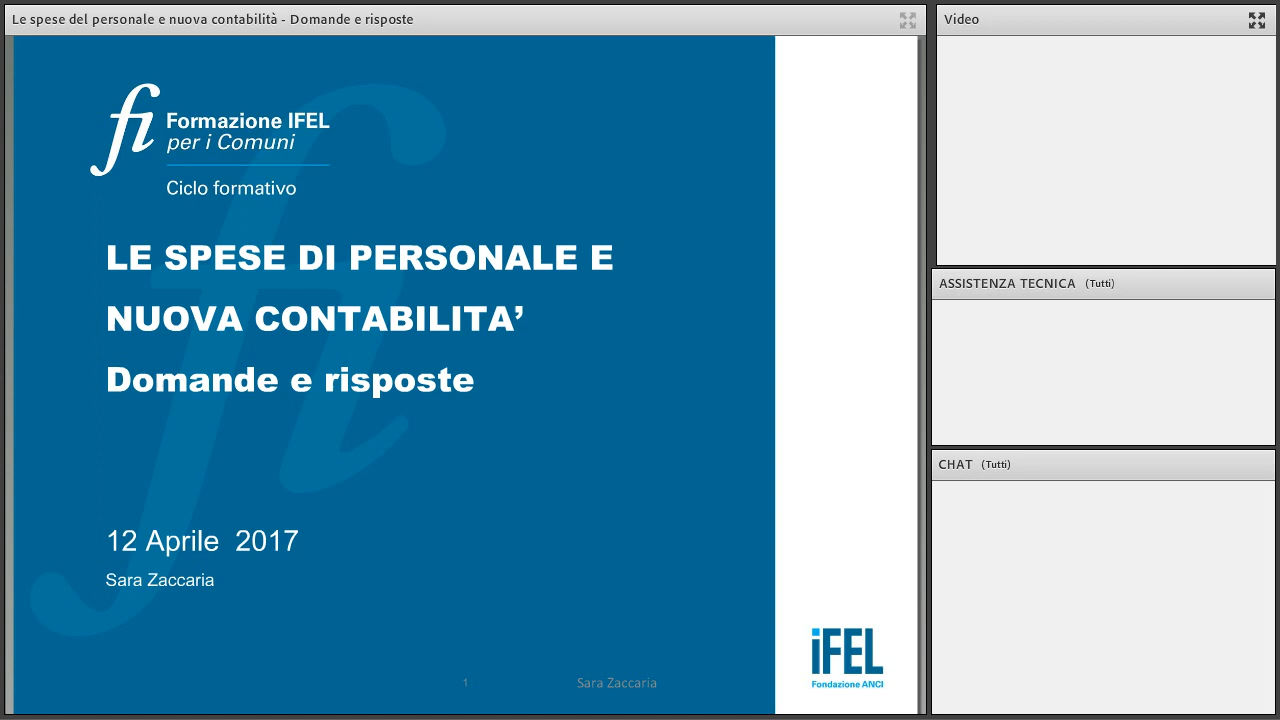 Le spese del personale e nuova contabilità - Domande e risposte
Video
fi
Formazione IFEL
per i Comuni
Ciclo formativo
LE SPESE DI PERSONALE E
NUOVA CONTABILITA’
Domande e risposte
12 Aprile 2017
Sara Zaccaria
1
Sara Zaccaria
iFEL
Fondazione ANCI
ASSISTENZA TECNICA (Tutti)
CHAT (Tutti)